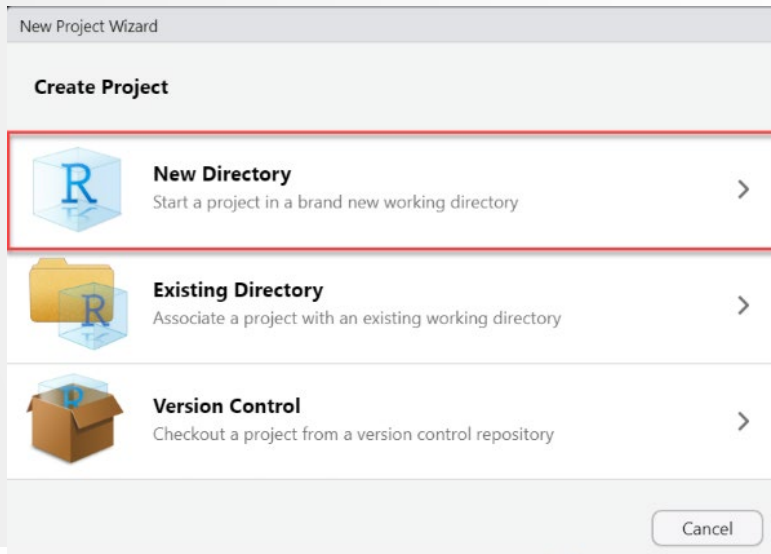 New Project Wizard
Create Project
R
New Directory
Start a project in a brand new working directory
R
Existing Directory
Associate a project with an existing working directory
R
Version Control
Checkout a project from a version control repository
Cancel